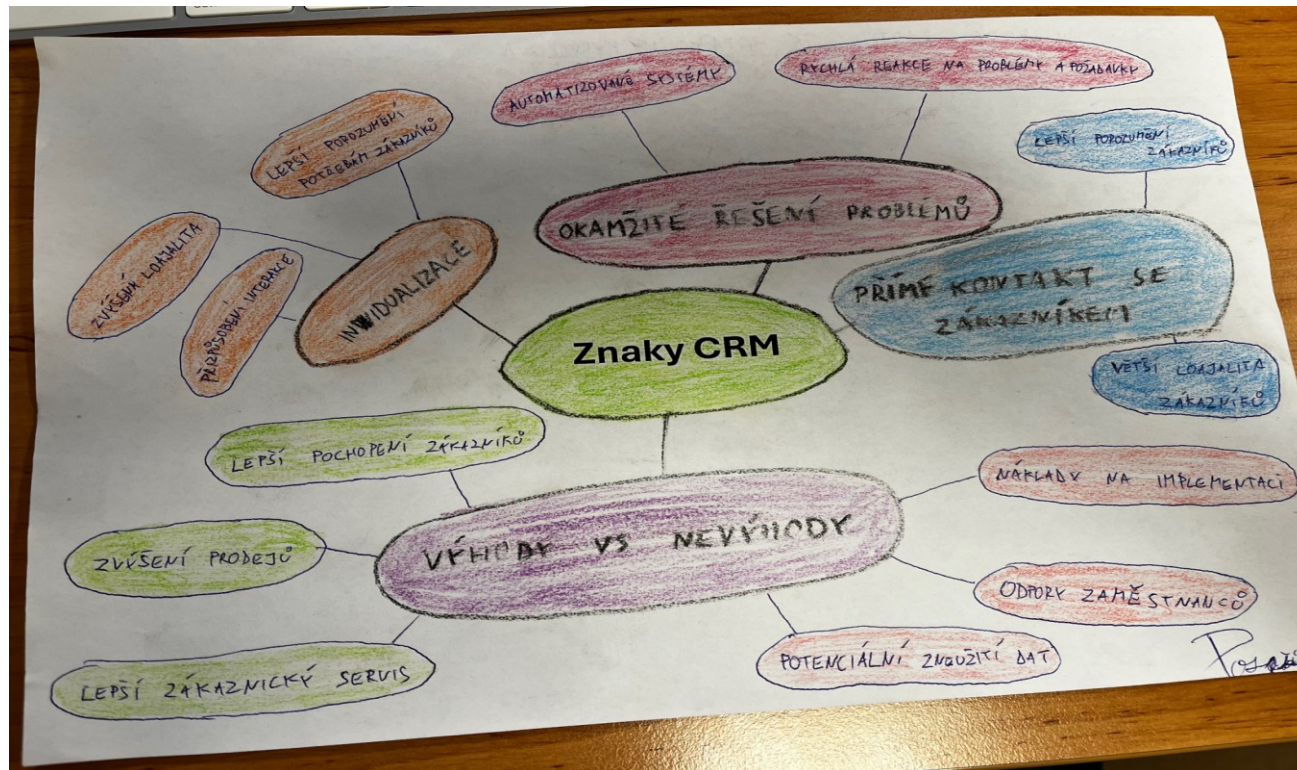 AUTOMATIZOVANÉ SYSTÉMY
RYCHLÁ REAKCE NA PROBLÉMY A POŽADAVKY
LEPŠÍ POROZUMĚNÍ
POTŘEBÁM ZÁKAZNÍKŮ
LEPŠÍ POROZUMĚNÍ
ZÁKAZNÍKŮ
OKAMŽITÉ ŘEŠENÍ PROBLÉMŮ
ZVÝŠENÁ LOAJALITA
PŘIZPŮSOBENÍ INTERAKCE
INVIDUALIZACE
PŘÍMÉ KONTAKT SE
ZÁKAZNÍKEM
Znaky CRM
VĚTŠÍ LOAJALITA
ZÁKAZNÍKŮ
LEPŠÍ POCHOPENÍ ZÁKAZNÍKŮ
NÁKLADY NA IMPLEMENTACI
VÝHODY VS NEVÝHODY
ZVÝŠENÍ PRODEJŮ
ODPORY ZAMĚSTNANCŮ
LEPŠÍ ZÁKAZNICKÝ SERVIS
POTENCIÁLNÍ ZNEUŽITÍ DAT